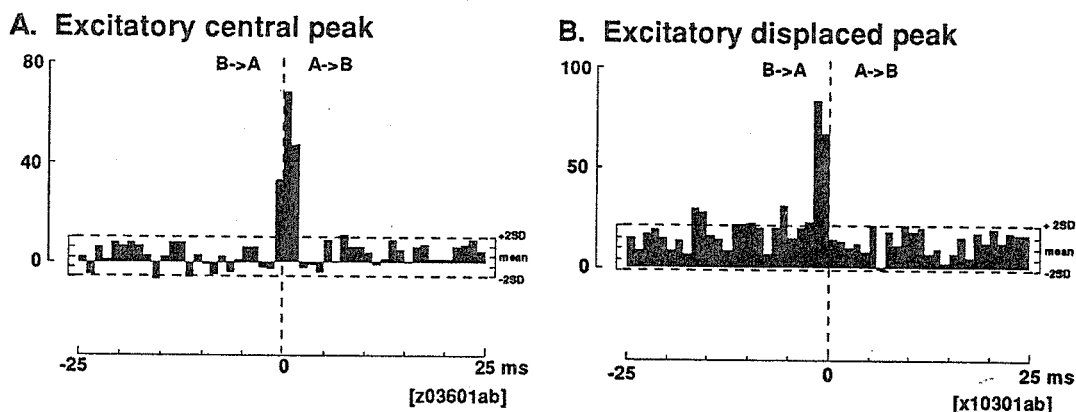 A. Excitatory central peak
80
B->A
A->B
40
0
+2SD
mean
-2SD
-25
0
25 ms
[z03601ab]
B. Excitatory displaced peak
100
B->A
A->B
50
0
+2SD
mean
-2SD
-25
0
25 ms
[x10301ab]